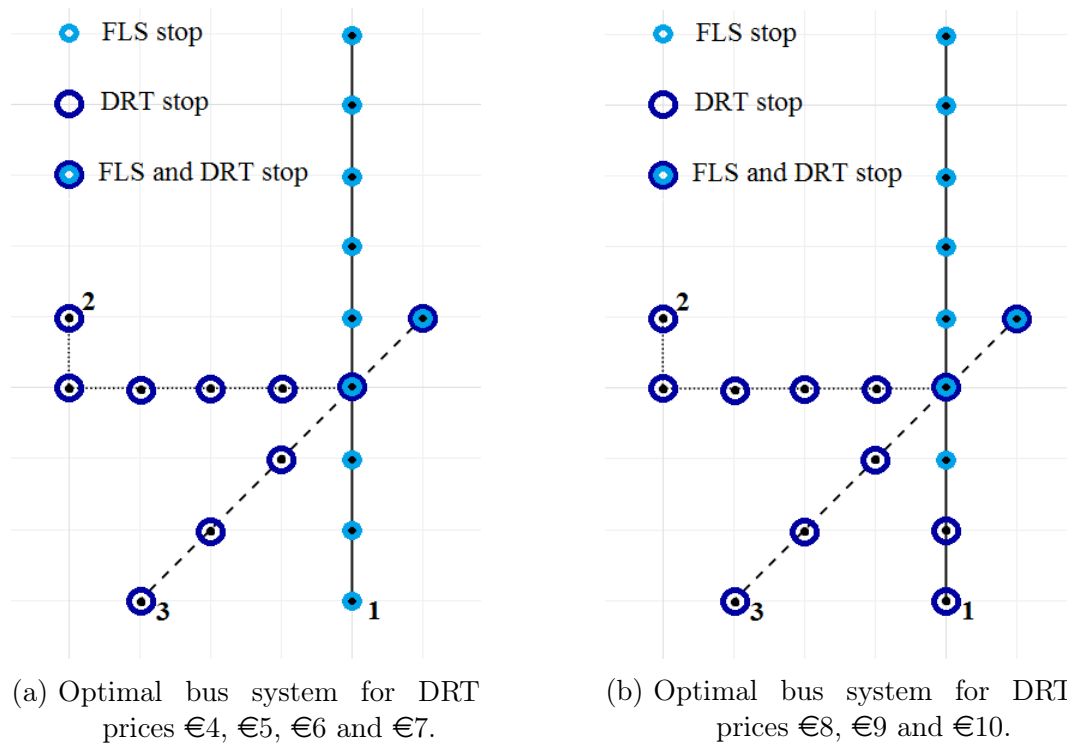 FLS stop
DRT stop
FLS and DRT stop
2
3
1
(a) Optimal bus system for DRT
prices €4, €5, €6 and €7.
FLS stop
DRT stop
FLS and DRT stop
2
3
1
(b) Optimal bus system for DRT
prices €8, €9 and €10.